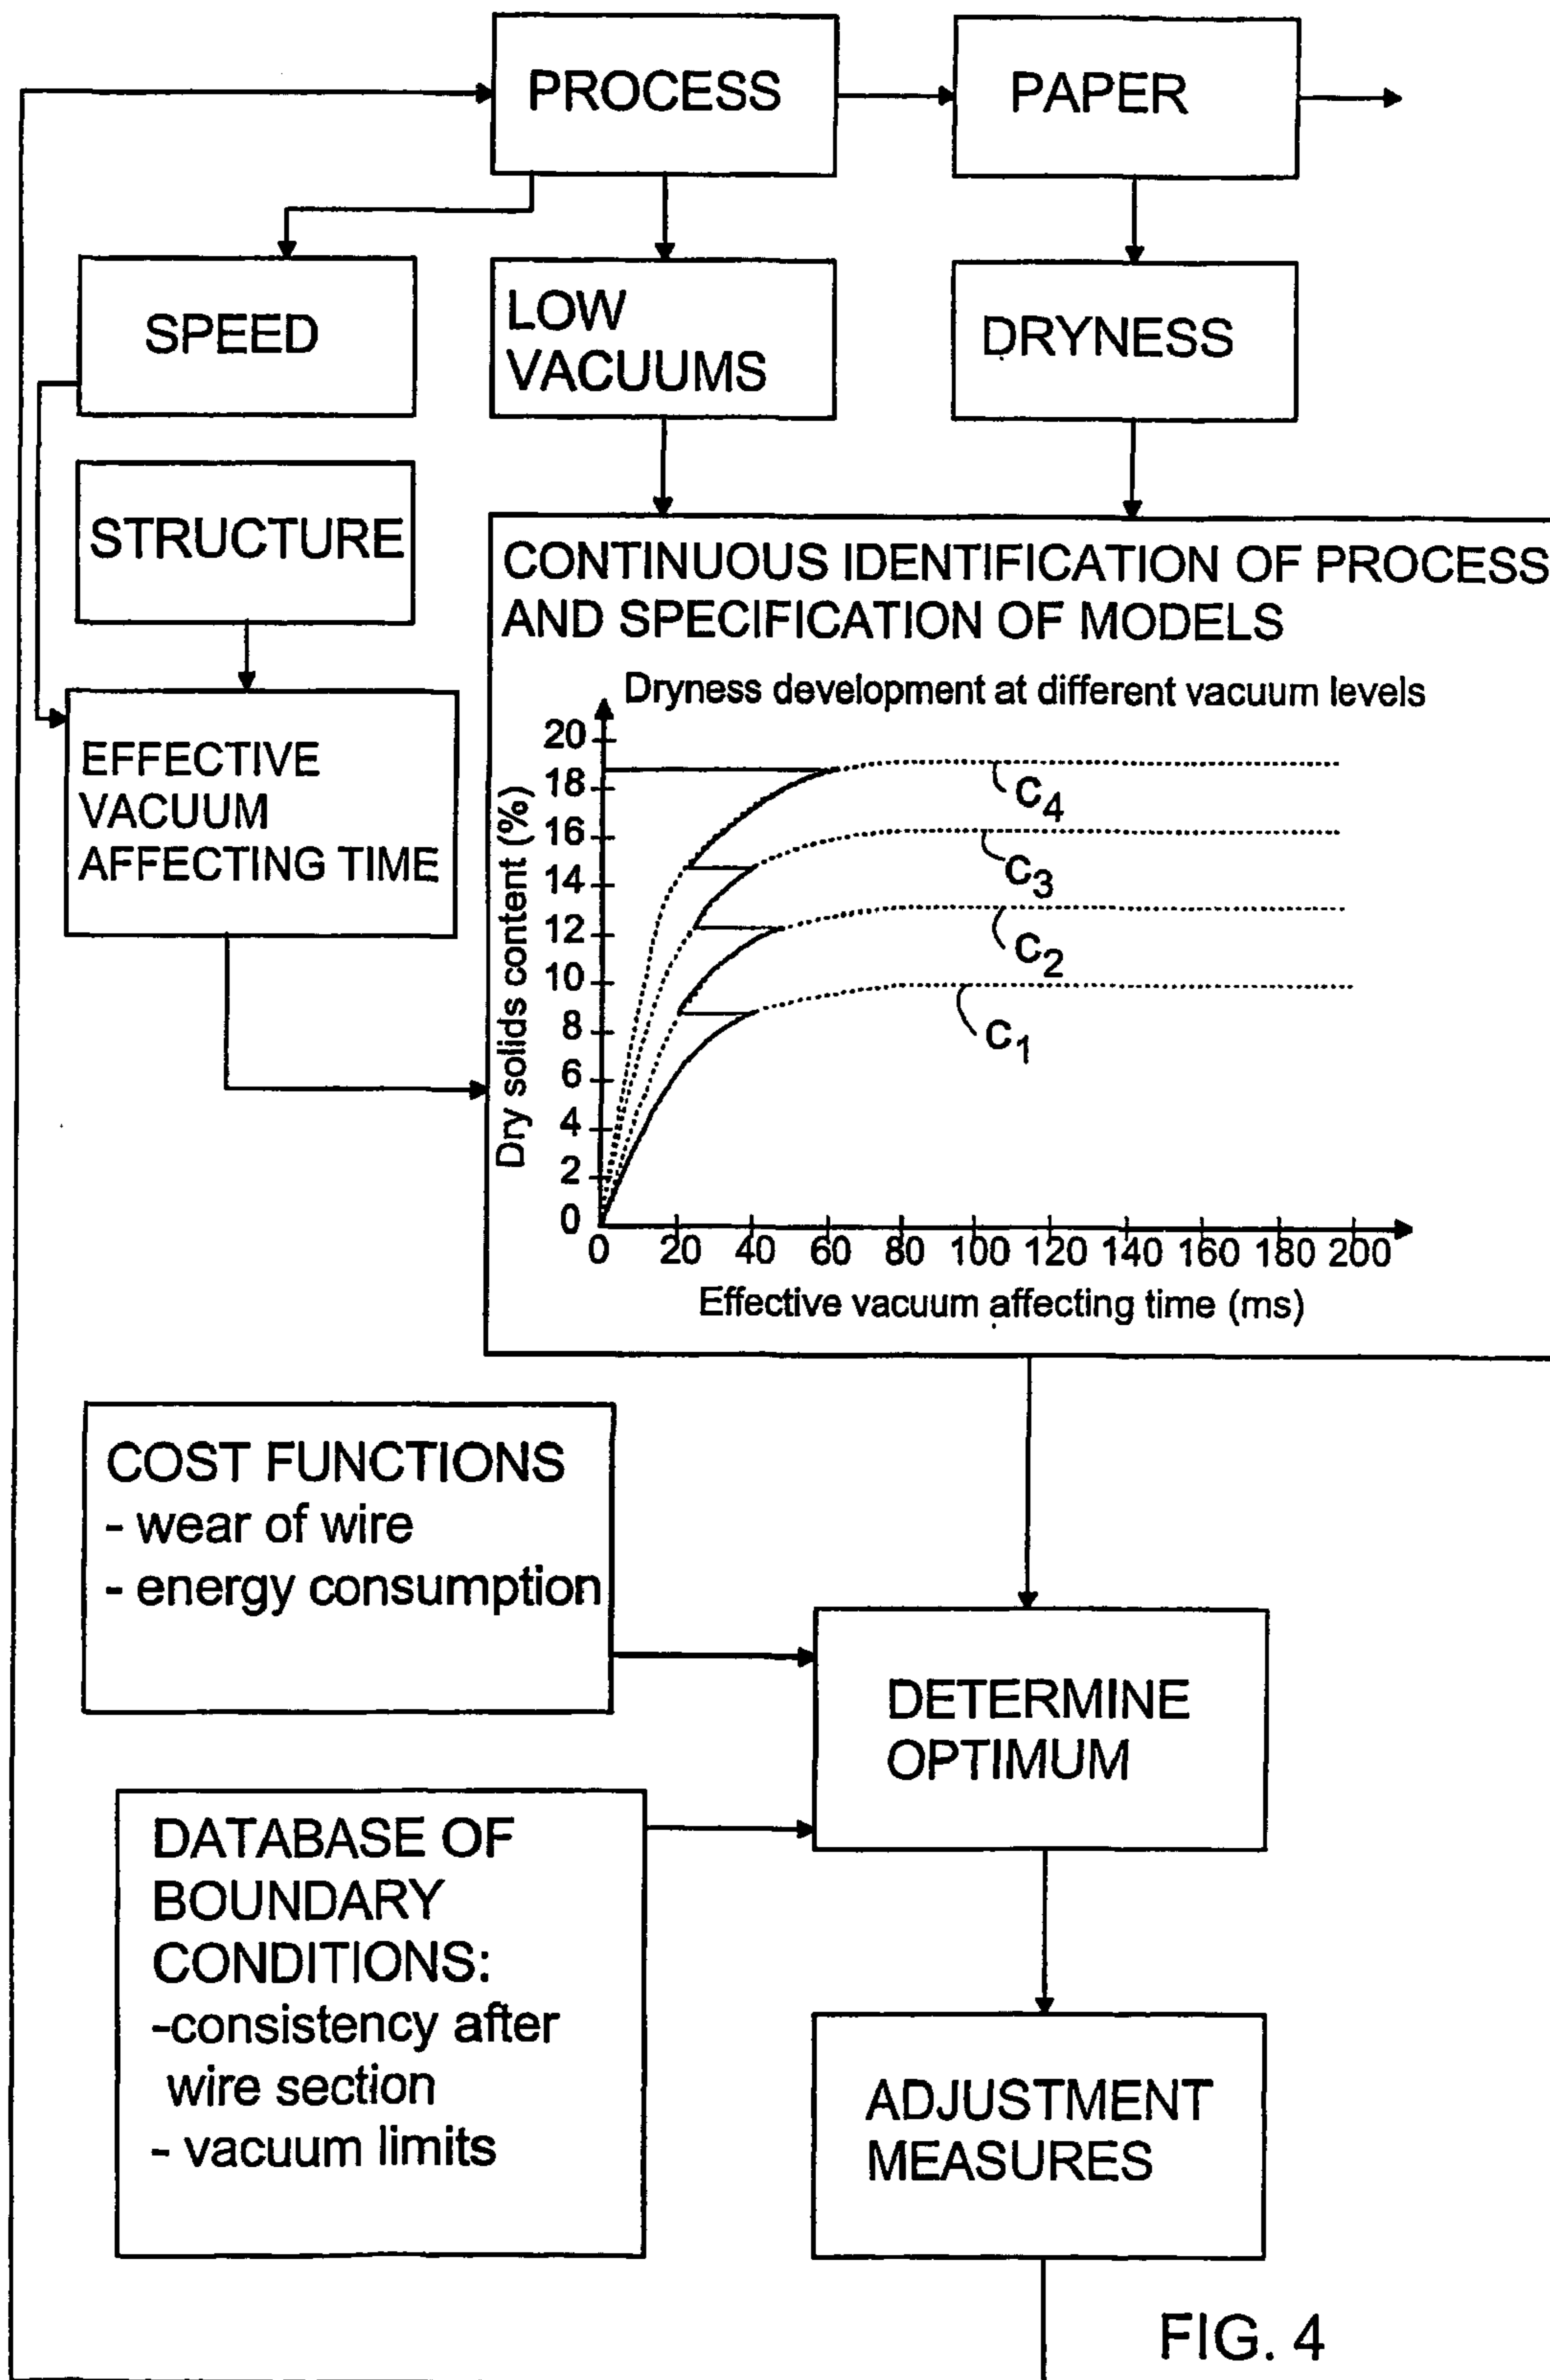 PROCESS
PAPER
SPEED
LOW
VACUUMS
DRYNESS
STRUCTURE
EFFECTIVE
VACUUM
AFFECTING TIME
CONTINUOUS IDENTIFICATION OF PROCESS
AND SPECIFICATION OF MODELS
Dryness development at different vacuum levels
Dry solids content (%)
20
18
16
14
12
10
8
6
4
2
0
C4
C3
C2
C1
0 20 40 60 80 100 120 140 160 180 200
Effective vacuum affecting time (ms)
COST FUNCTIONS
- wear of wire
- energy consumption
DETERMINE
OPTIMUM
DATABASE OF
BOUNDARY
CONDITIONS:
-consistency after
wire section
- vacuum limits
ADJUSTMENT
MEASURES
FIG. 4